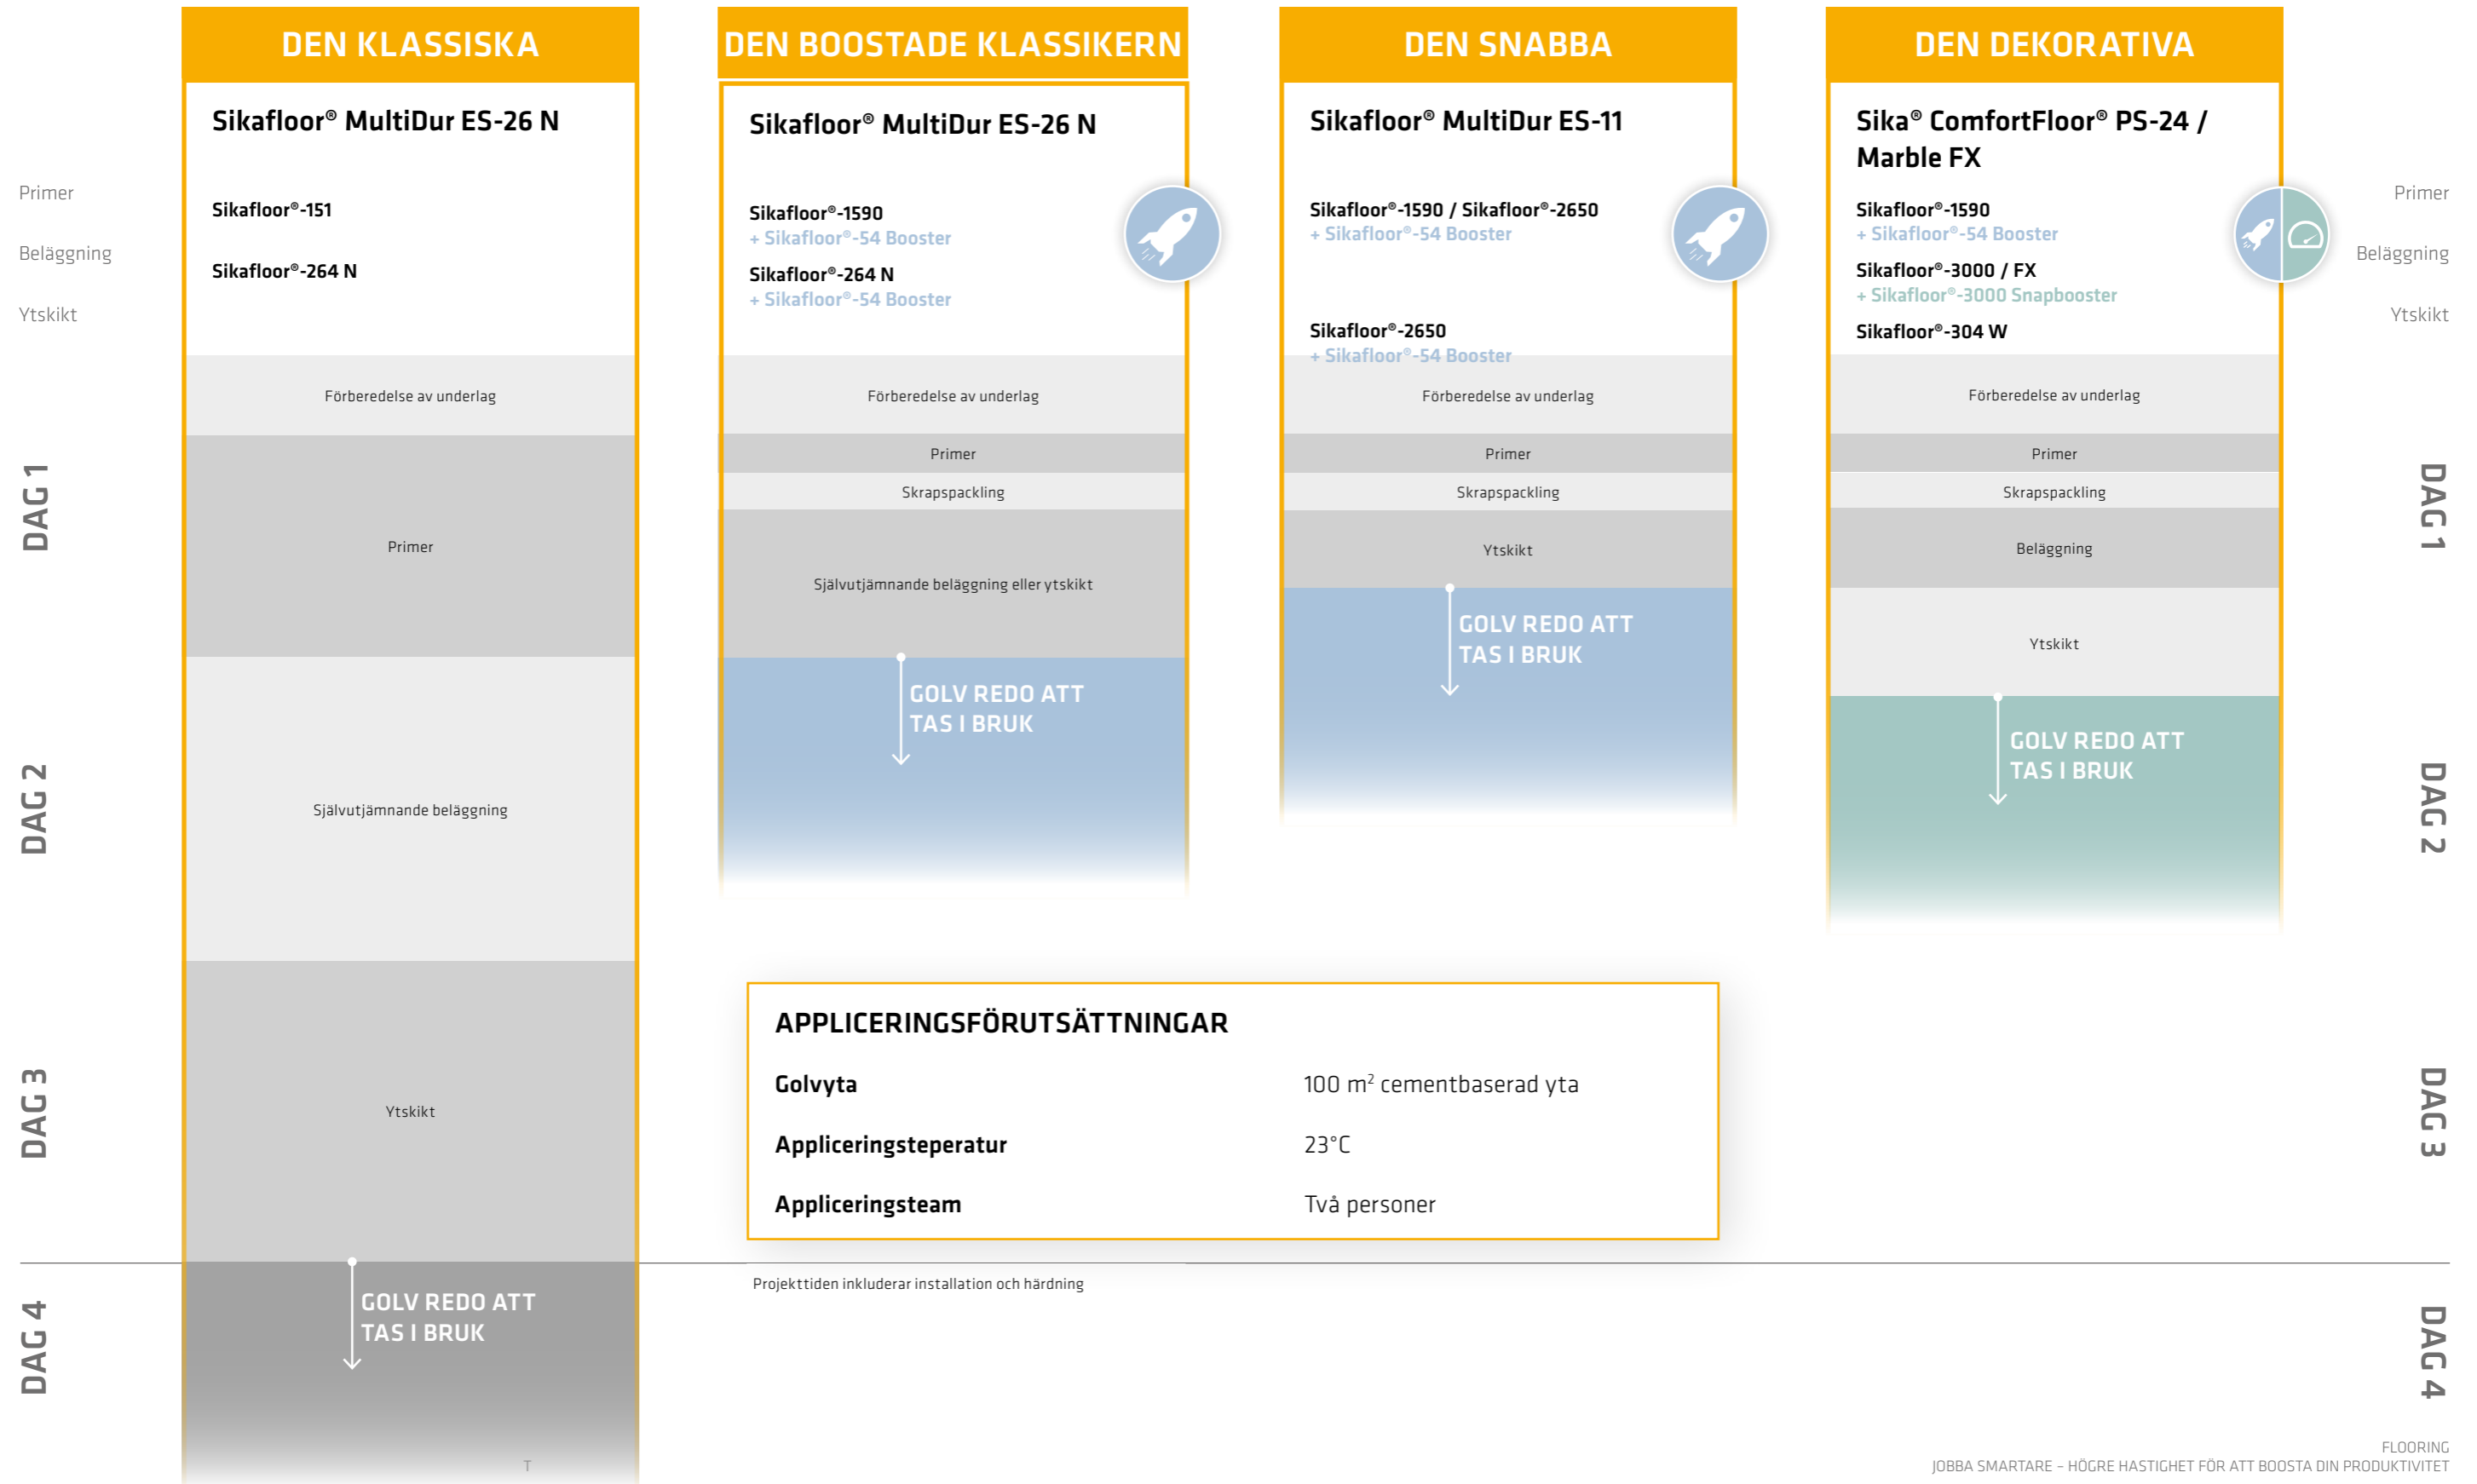 DEN KLASSISKA
DEN BOOSTADE KLASSIKERN
DEN SNABBA
DEN DEKORATIVA
Primer
Beläggning
Ytskikt
Sikafloor® MultiDur ES-26 N
Sikafloor®-151
Sikafloor®-264 N
Sikafloor® MultiDur ES-26 N
Sikafloor®-1590
+ Sikafloor®-54 Booster
Sikafloor®-264 N
+ Sikafloor®-54 Booster
Sikafloor® MultiDur ES-11
Sikafloor®-1590 / Sikafloor®-2650
+ Sikafloor®-54 Booster
Sikafloor®-2650
+ Sikafloor®-54 Booster
Sika® ComfortFloor® PS-24 /
Marble FX
Sikafloor®-1590
+ Sikafloor®-54 Booster
Sikafloor®-3000 / FX
+ Sikafloor®-3000 Snapbooster
Sikafloor®-304 W
Primer
Beläggning
Ytskikt
DAG 1
DAG 2
DAG 3
DAG 4
Förberedelse av underlag
Primer
Självutjämnande beläggning
Ytskikt
GOLV REDO ATT
TAS I BRUK
T
Förberedelse av underlag
Primer
Skrapspackling
Självutjämnande beläggning eller ytskikt
GOLV REDO ATT
TAS I BRUK
Förberedelse av underlag
Primer
Skrapspackling
Ytskikt
GOLV REDO ATT
TAS I BRUK
Förberedelse av underlag
Primer
Skrapspackling
Beläggning
Ytskikt
GOLV REDO ATT
TAS I BRUK
DAG 1
DAG 2
DAG 3
DAG 4
APPLICERINGSFÖRUTSÄTTNINGAR
Golvyta 100 m² cementbaserad yta
Appliceringsteperatur 23°C
Appliceringsteam Två personer
Projekttiden inkluderar installation och härdning
FLOORING
JOBBA SMARTARE – HÖGRE HASTIGHET FÖR ATT BOOSTA DIN PRODUKTIVITET